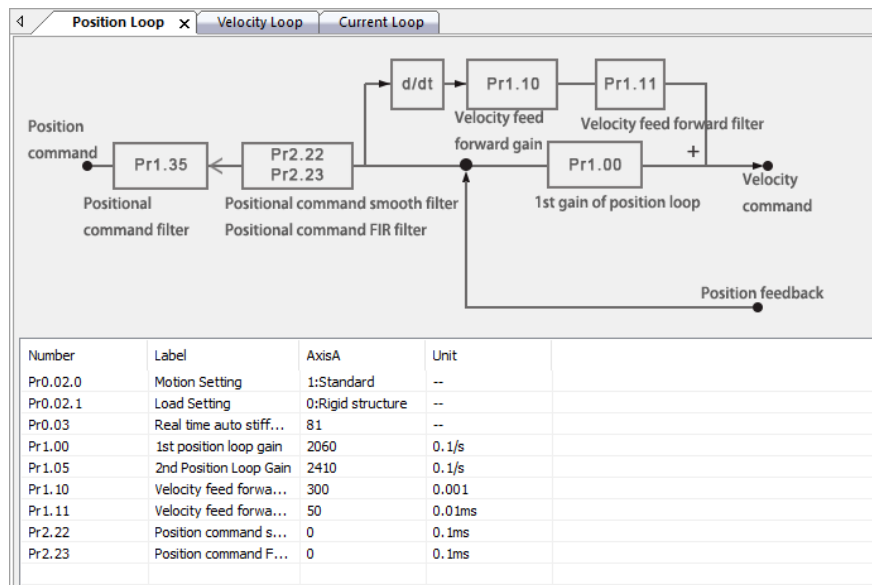 Position Loop
Velocity Loop
Current Loop
d/dt
Pr1.10
Pr1.11
Velocity feed
forward gain
Velocity feed forward filter
Position
command
Pr1.35
Pr2.22
Pr2.23
Pr1.00
+
Positional
command filter
Positional command smooth filter
Positional command FIR filter
1st gain of position loop
Velocity
command
Position feedback
Number Label AxisA Unit
Pr0.02.0 Motion Setting 1:Standard --
Pr0.02.1 Load Setting 0:Rigid structure --
Pr0.03 Real time auto stiff... 81 --
Pr1.00 1st position loop gain 2060 0.1/s
Pr1.05 2nd Position Loop Gain 2410 0.1/s
Pr1.10 Velocity feed forwa... 300 0.001
Pr1.11 Velocity feed forwa... 50 0.01ms
Pr2.22 Position command s... 0 0.1ms
Pr2.23 Position command F... 0 0.1ms